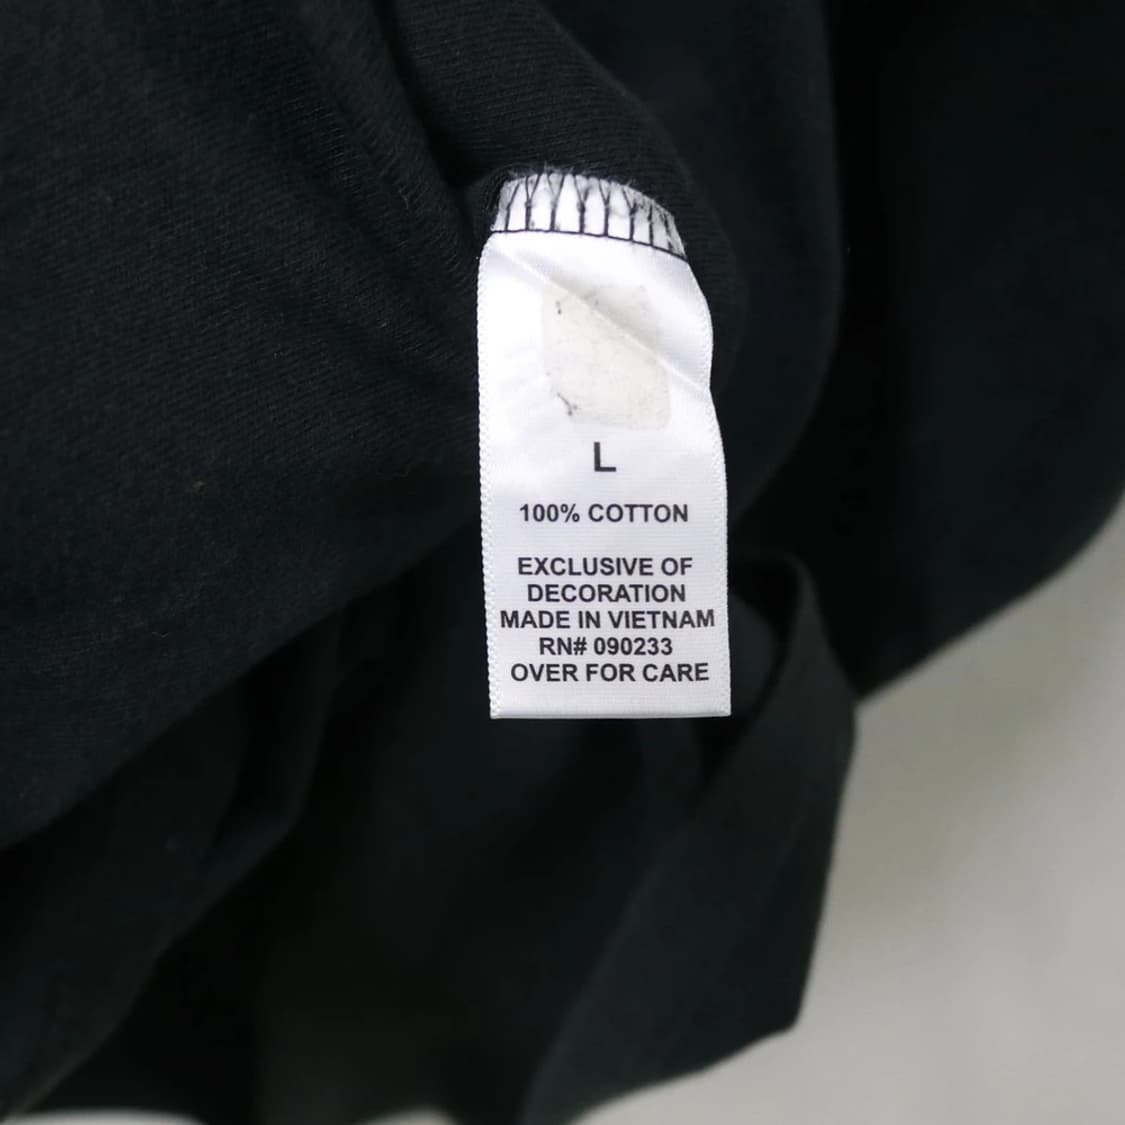 L
100% COTTON
EXCLUSIVE OF
DECORATION
MADE IN VIETNAM
RN# 090233
OVER FOR CARE